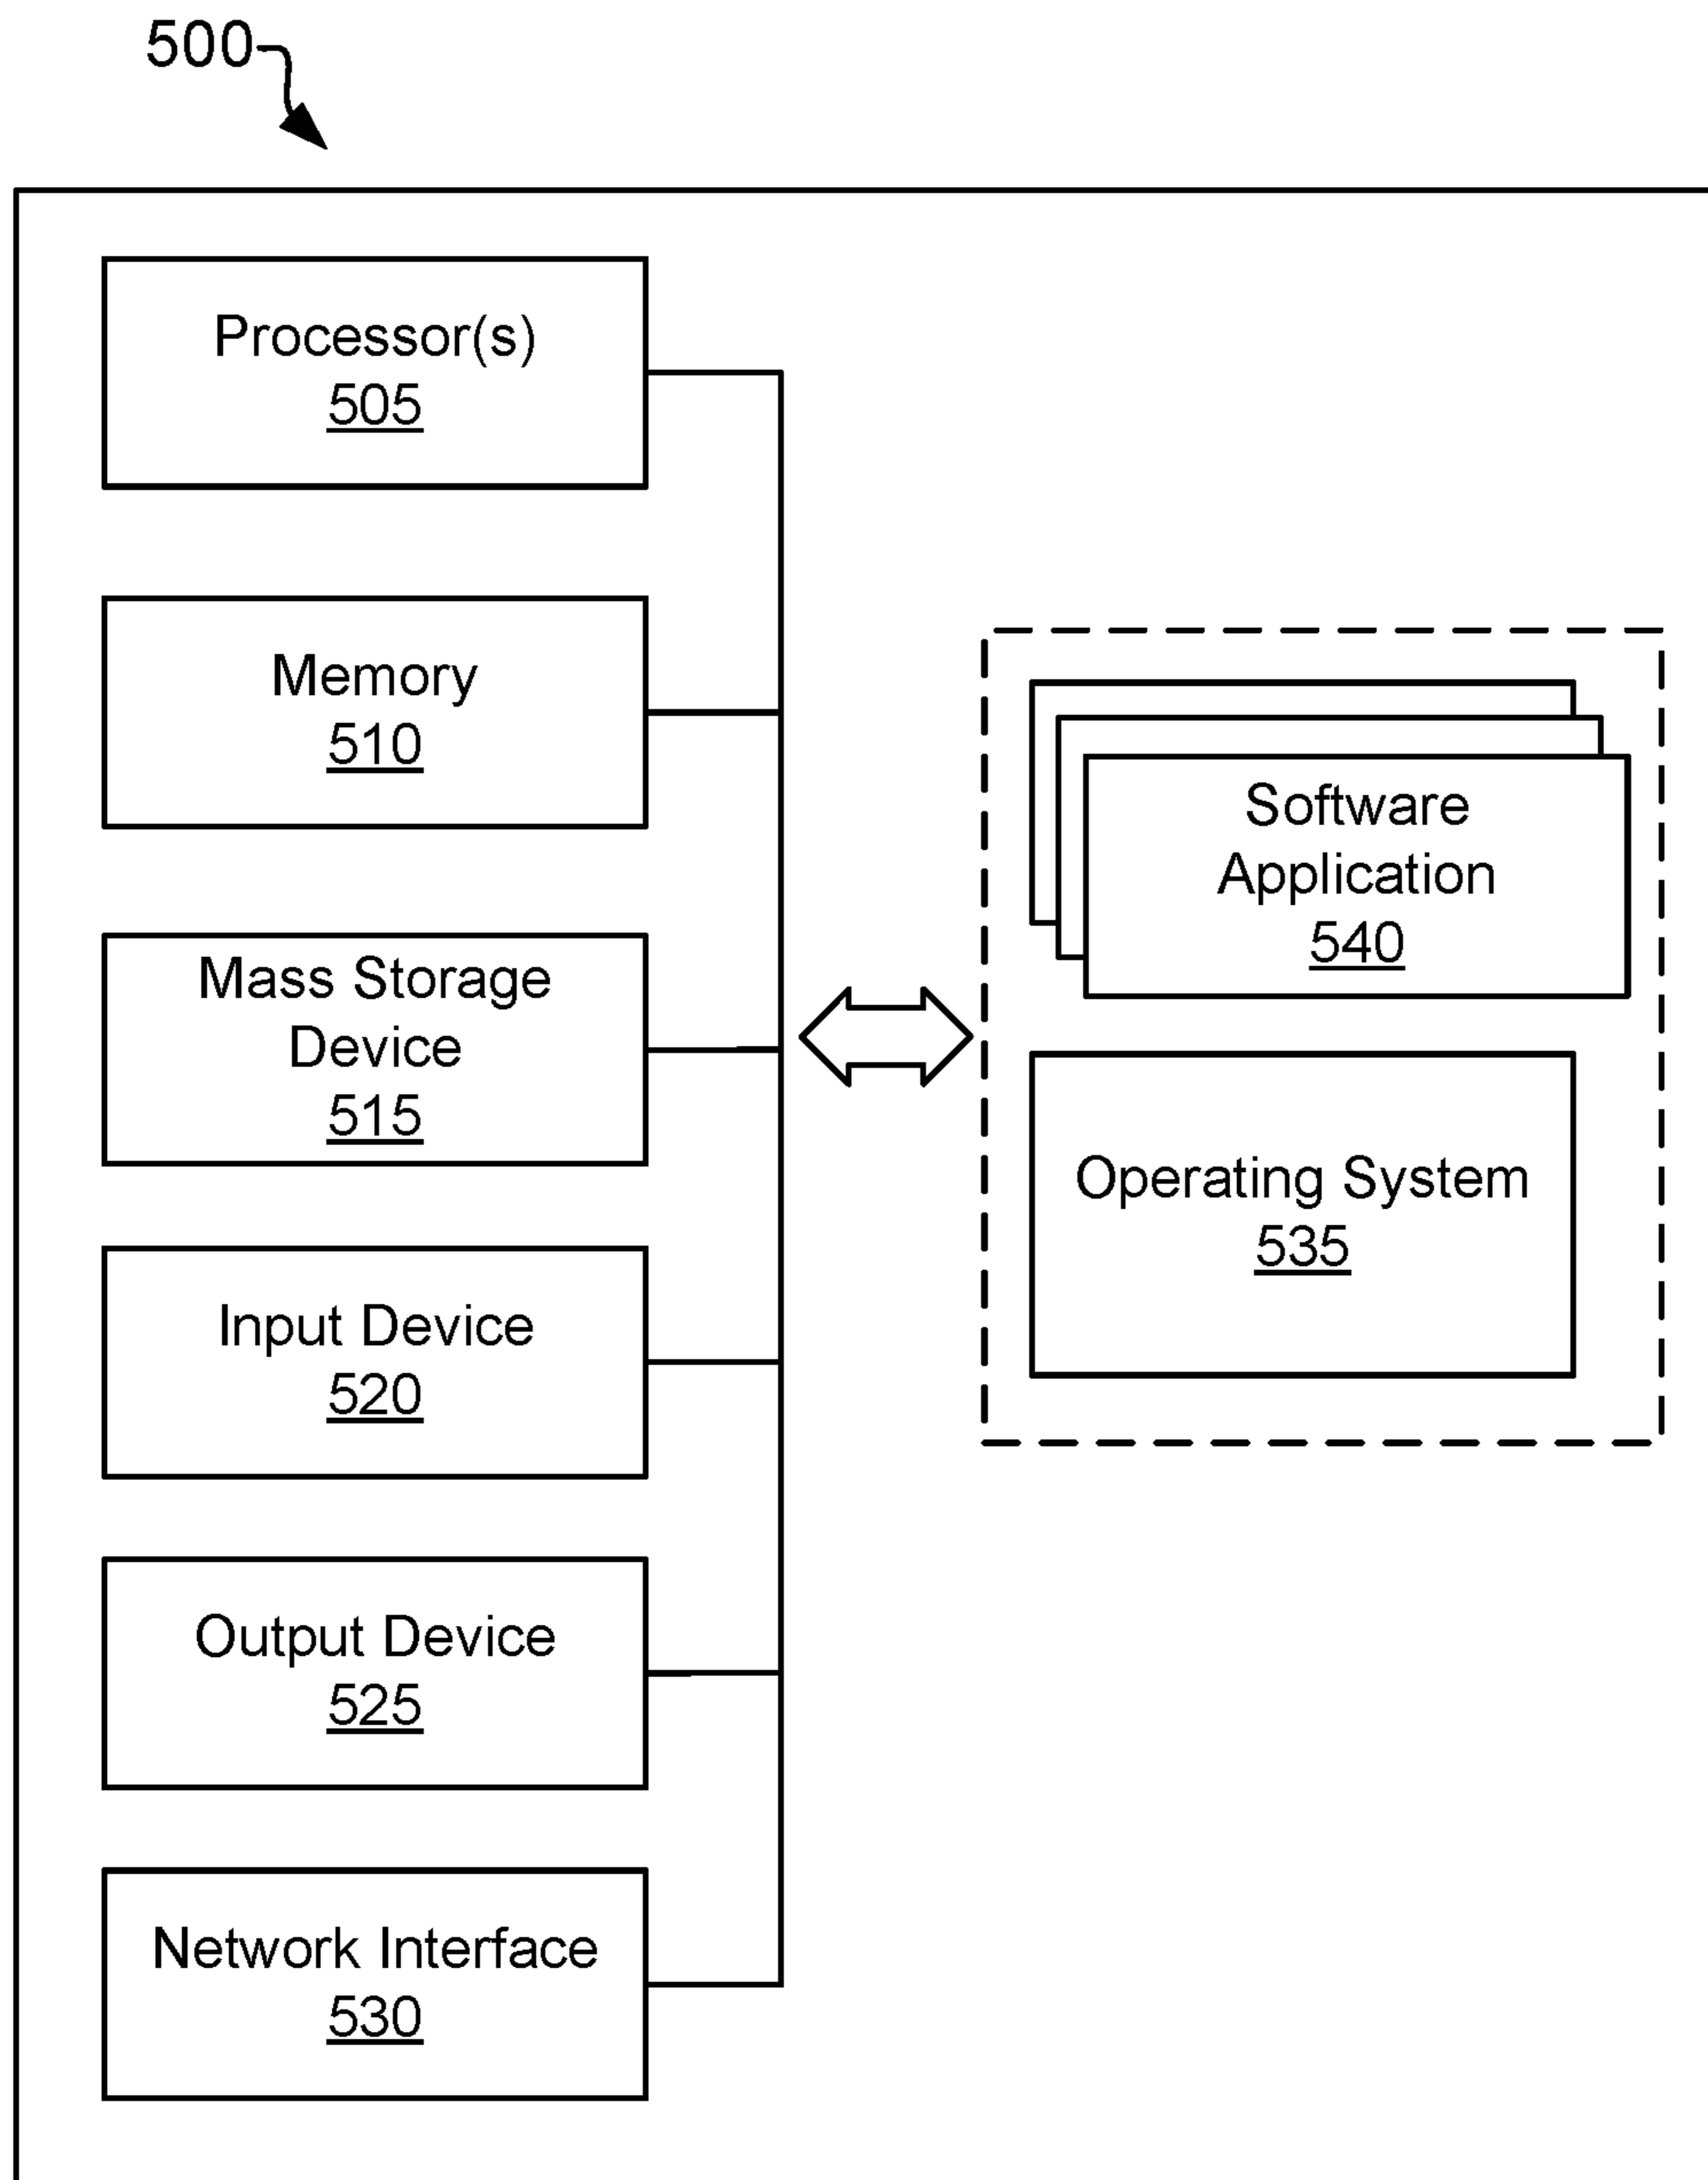 500
Processor(s)
505
Memory
510
Mass Storage
Device
515
Input Device
520
Output Device
525
Network Interface
530
Software
Application
540
Operating System
535